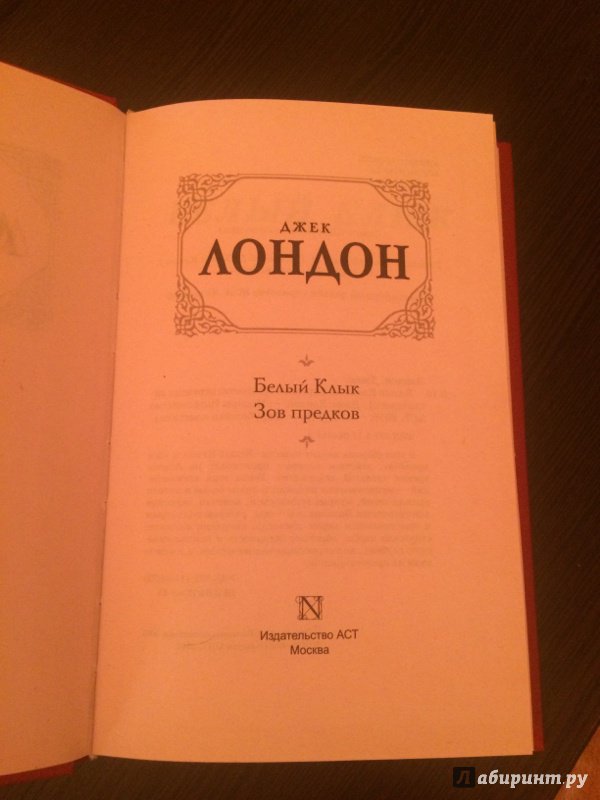 ДЖЕК
ЛОНДОН
Белый Клык
Зов предков
N
Издательство АСТ
Москва
Лабиринт.ру